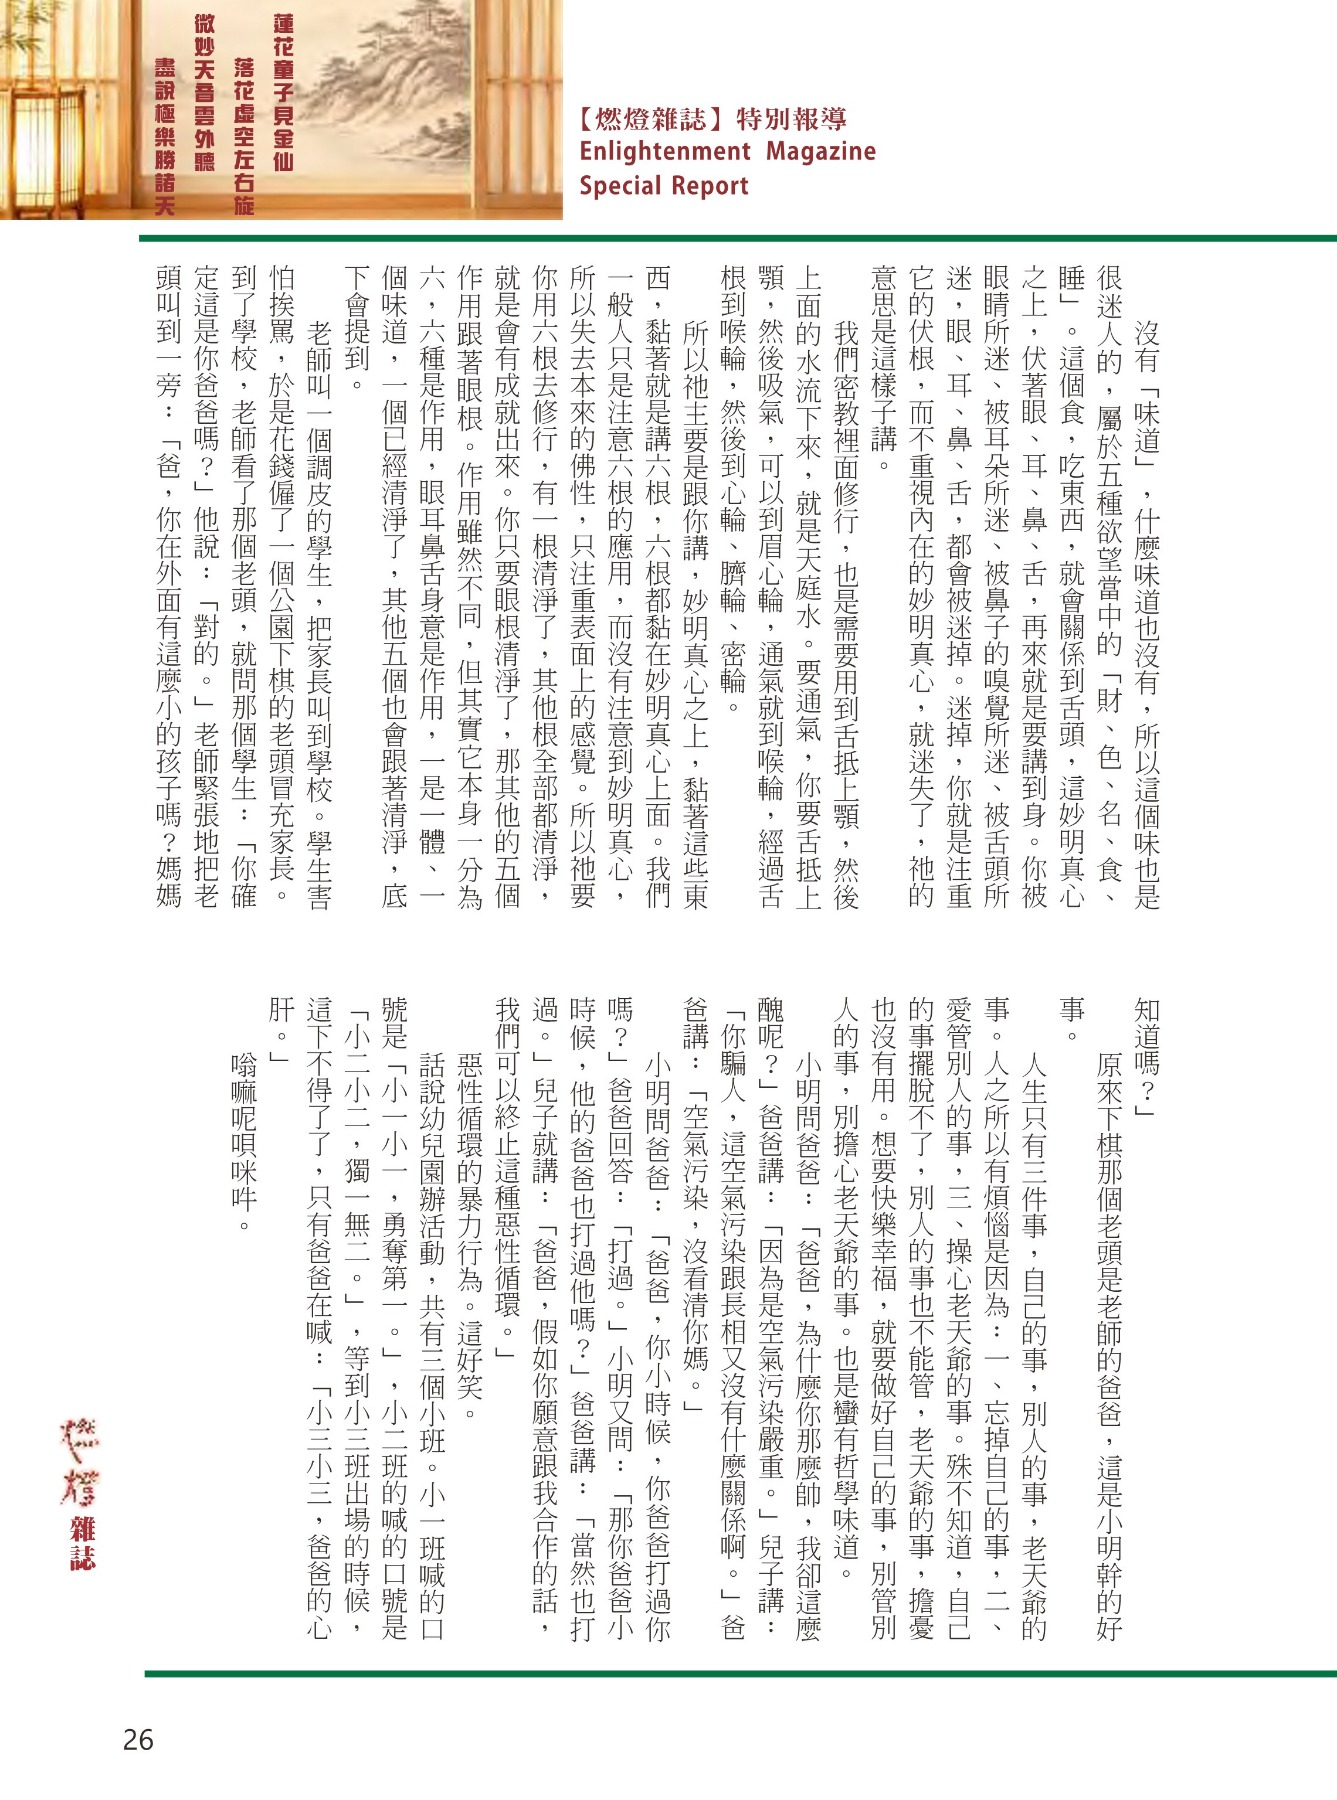 蓮花童子見金仙
落花虛空左右旋
微妙天音雲外聽
盡說極樂勝諸天
【燃燈雜誌】特別報導
Enlightenment Magazine
Special Report
沒有「味道」，什麼味道也沒有，所以這個味也是
很迷人的，屬於五種欲望當中的「財、色、名、食、
睡」。這個食，吃東西，就會關係到舌頭，這妙明真心
之上，伏著眼、耳、鼻、舌，再來就是要講到身。你被
眼睛所迷、被耳朵所迷、被鼻子的嗅覺所迷、被舌頭所
迷，眼、耳、鼻、舌，都會被迷掉。迷掉，你就是注重
它的伏根，而不重視內在的妙明真心，就迷失了，祂的
意思是這樣子講。
我們密教裡面修行，也是需要用到舌抵上顎，然後
上面的水流下來，就是天庭水。要通氣，你要舌抵上
顎，然後吸氣，可以到眉心輪，通氣就到喉輪，經過舌
根到喉輪，然後到心輪、臍輪、密輪。
所以祂主要是跟你講，妙明真心之上，黏著這些東
西，黏著就是講六根，六根都黏在妙明真心上面。我們
一般人只是注意六根的應用，而沒有注意到妙明真心，
所以失去本來的佛性，只注重表面上的感覺。所以祂要
你用六根去修行，有一根清淨了，其他根全部都清淨，
就是會有成就出來。你只要眼根清淨了，那其他的五個
作用跟著眼根。作用雖然不同，但其實它本身一分為
六，六種是作用，眼耳鼻舌身意是作用，一是一體、一
個味道，一個已經清淨了，其他五個也會跟著清淨，底
下會提到。
老師叫一個調皮的學生，把家長叫到學校。學生害
怕挨罵，於是花錢僱了一個公園下棋的老頭冒充家長。
到了學校，老師看了那個老頭，就問那個學生：「你確
定這是你爸爸嗎？」他說：「對的。」老師緊張地把老
頭叫到一旁：「爸，你在外面有這麼小的孩子嗎？媽媽
知道嗎？」
原來下棋那個老頭是老師的爸爸，這是小明幹的好
事。
人生只有三件事，自己的事，別人的事，老天爺的
事。人之所以有煩惱是因為：一、忘掉自己的事，二、
愛管別人的事，三、操心老天爺的事。殊不知道，自己
的事擺脫不了，別人的事也不能管，老天爺的事，擔憂
也沒有用。想要快樂幸福，就要做好自己的事，別管別
人的事，別擔心老天爺的事。也是蠻有哲學味道。
小明問爸爸：「爸爸，為什麼你那麼帥，我卻這麼
醜呢？」爸爸講：「因為是空氣污染嚴重。」兒子講：
「你騙人，這空氣污染跟長相又沒有什麼關係啊。」爸
爸講：「空氣污染，沒看清你媽。」
小明問爸爸：「爸爸，你小時候，你爸爸打過你
嗎？」爸爸回答：「打過。」小明又問：「那你爸爸小
時候，他的爸爸也打過他嗎？」爸爸講：「當然也打
過。」兒子就講：「爸爸，假如你願意跟我合作的話，
我們可以終止這種惡性循環。」
惡性循環的暴力行為。這好笑。
話說幼兒園辦活動，共有三個小班。小一班喊的口
號是「小一小一，勇奪第一。」，小二班的喊的口號是
「小二小二，獨一無二。」，等到小三班出場的時候，
這下不得了了，只有爸爸在喊：「小三小三，爸爸的心
肝。」
嗡嘛呢唄咪吽。
燃燈雜誌
26